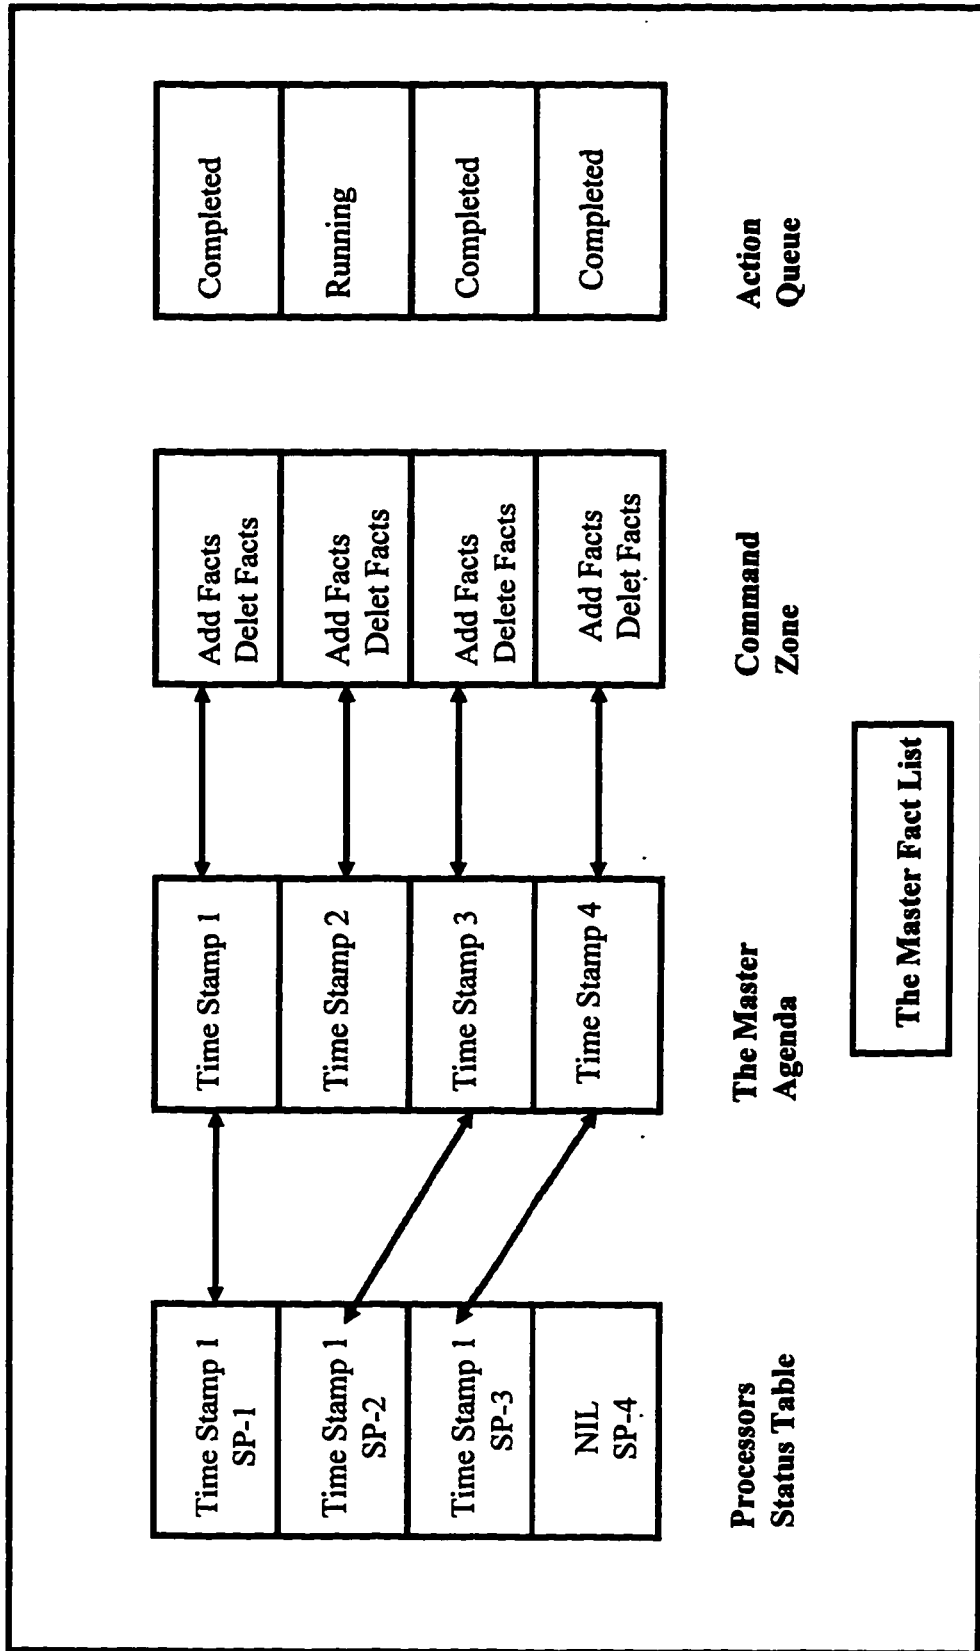 Time Stamp 1
SP-1
Time Stamp 1
SP-2
Time Stamp 1
SP-3
NIL
SP-4
Processors
Status Table
Time Stamp 1
Time Stamp 2
Time Stamp 3
Time Stamp 4
The Master
Agenda
Add Facts
Delet Facts
Add Facts
Delet Facts
Add Facts
Delete Facts
Add Facts
Delet Facts
Command
Zone
Completed
Running
Completed
Completed
Action
Queue
The Master Fact List